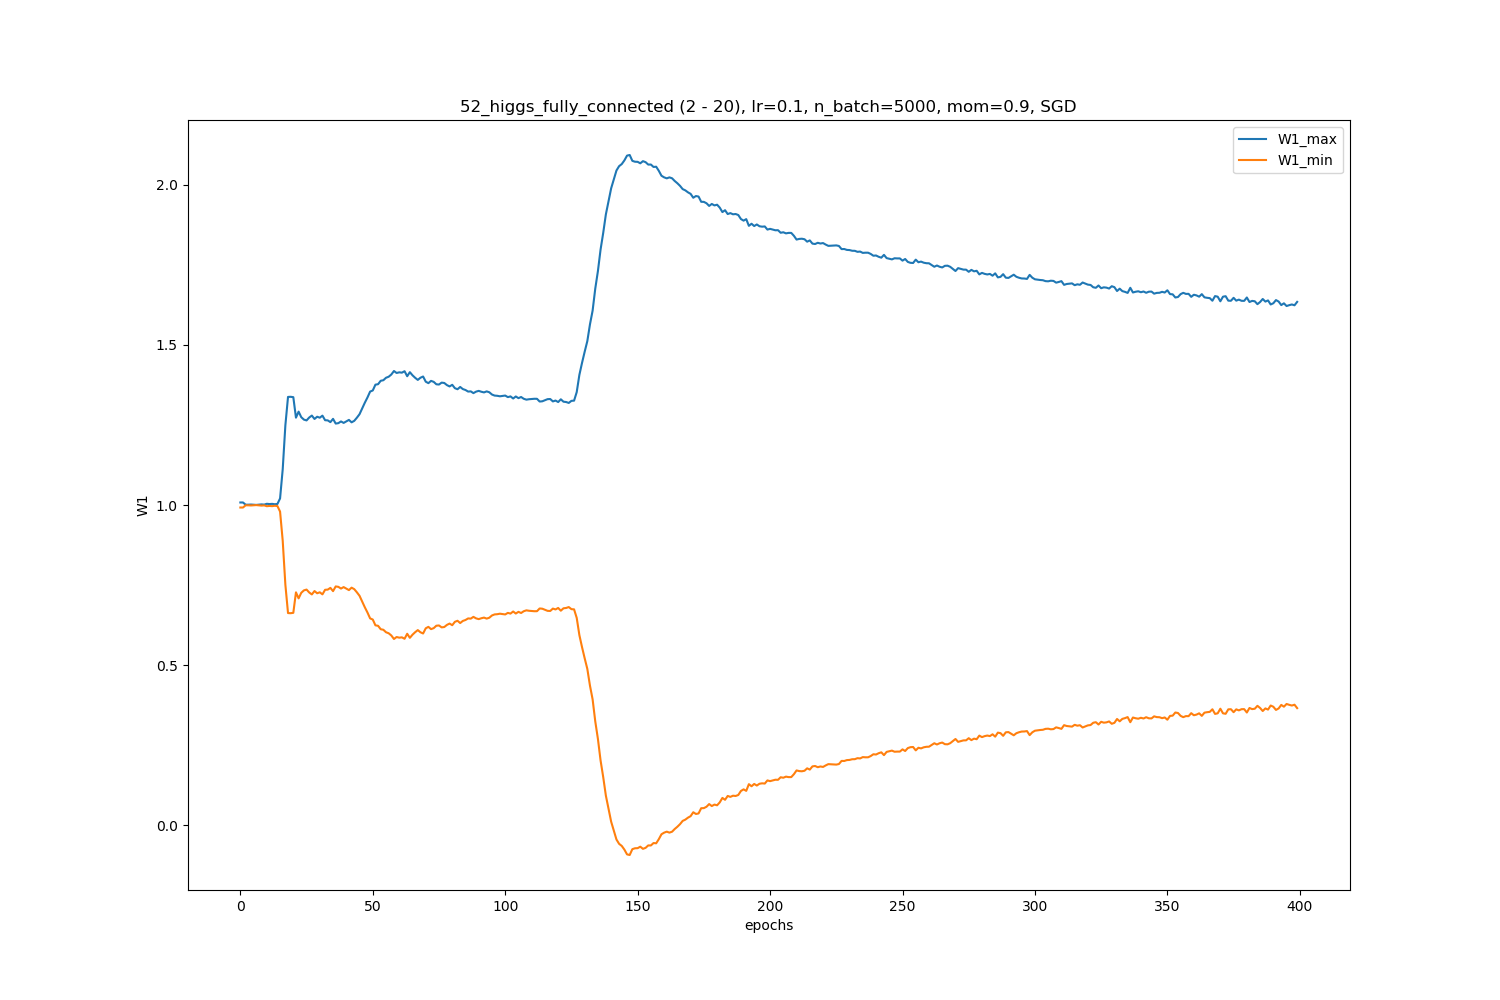 52_higgs_fully_connected (2 - 20), lr=0.1, n_batch=5000, mom=0.9, SGD
W1_max
W1_min
2.0
1.5
1.0
0.5
0.0
W1
0 50 100 150 200 250 300 350 400
epochs